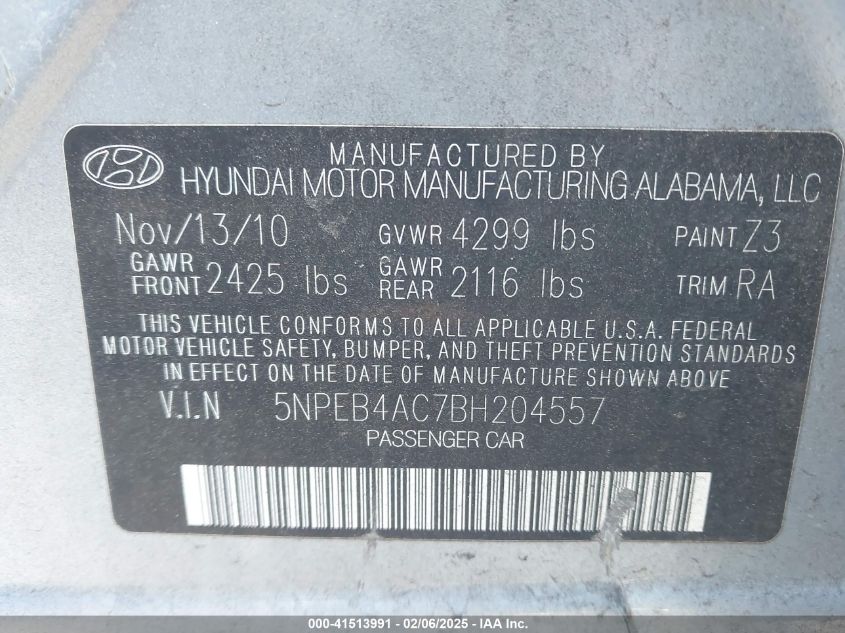 MANUFACTURED BY
HYUNDAI MOTOR MANUFACTURING ALABAMA, LLC
Nov/13/10 GVWR 4299 lbs PAINT Z3
GAWR FRONT 2425 lbs GAWR REAR 2116 lbs TRIM RA
THIS VEHICLE CONFORMS TO ALL APPLICABLE U.S.A. FEDERAL
MOTOR VEHICLE SAFETY, BUMPER, AND THEFT PREVENTION STANDARDS
IN EFFECT ON THE DATE OF MANUFACTURE SHOWN ABOVE
V.I.N 5NPEB4AC7BH204557
PASSENGER CAR
000-41513991 - 02/06/2025 - IAA Inc.